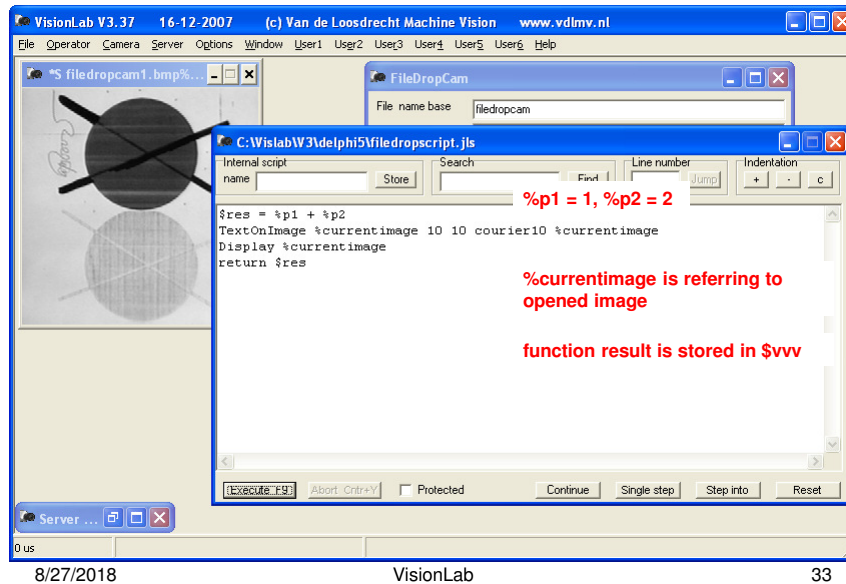 VisionLab V3.37 16-12-2007 (c) Van de Loosdrecht Machine Vision www.vdlmv.nl
File Operator Camera Server Options Window User1 User2 User3 User4 User5 User6 Help
*S filedropcam1.bmp%...
FileDropCam
File name base filedropcam
C:\Vislab\V3\delphi5\filedropscript.jls
Internal script Search Line number Indentation
name Store Find Jump + - c
%p1 = 1, %p2 = 2
$res = %p1 + %p2
TextOnImage %currentimage 10 10 courier10 %currentimage
Display %currentimage
return $res
%currentimage is referring to
opened image
function result is stored in $vvv
Execute F9 Abort Cntr+Y Protected Continue Single step Step into Reset
Server ...
0 us
8/27/2018 VisionLab 33